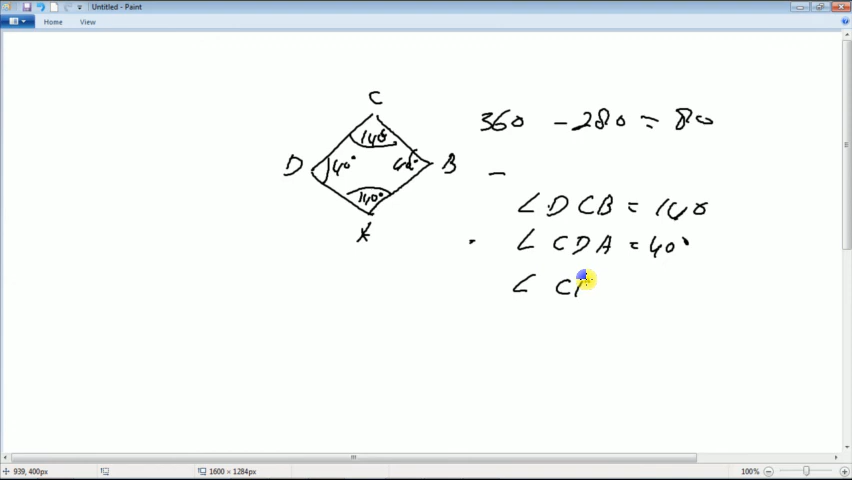 Untitled - Paint
Home View
C
360 - 280 = 80
140°
D 40° 40° B
140°
A
∠ DCB = 140
∠ CDA = 40°
∠ C
939, 400px 1600 × 1284px 100%